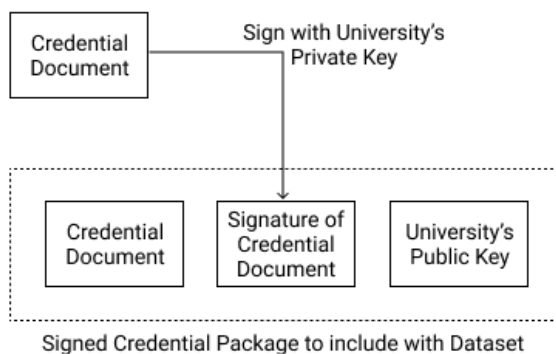 Credential
Document
Sign with University’s
Private Key
Credential
Document
Signature of
Credential
Document
University’s
Public Key
Signed Credential Package to include with Dataset